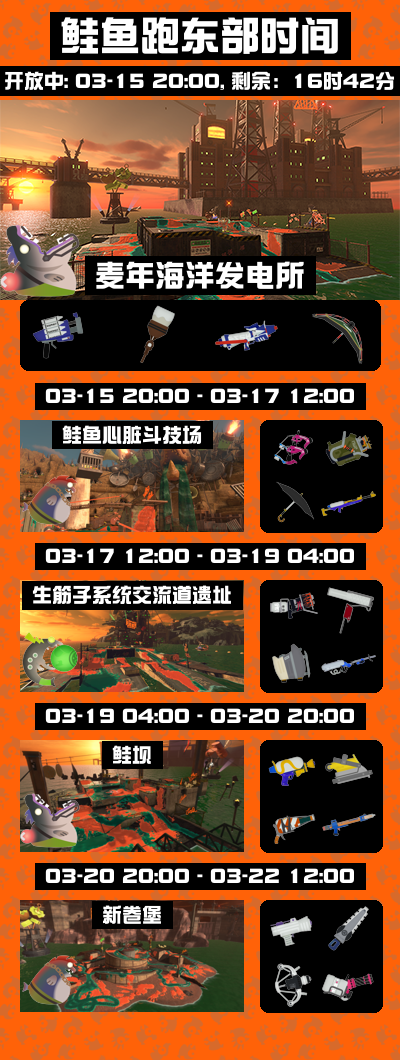 鲑鱼跑东部时间
开放中: 03-15 20:00, 剩余：16时42分
麦年海洋发电所
03-15 20:00 - 03-17 12:00
鲑鱼心脏斗技场
03-17 12:00 - 03-19 04:00
生筋子系统交流道遗址
03-19 04:00 - 03-20 20:00
鲑坝
03-20 20:00 - 03-22 12:00
新卷堡